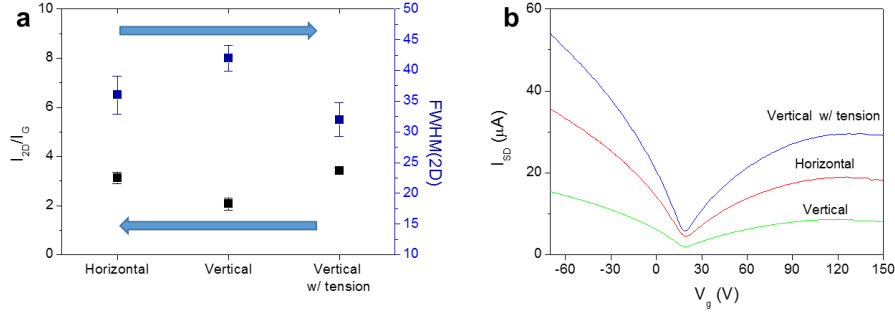 a
10
8
6
4
2
0
I2D/IG
50
45
40
35
30
25
20
15
10
FWHM(2D)
Horizontal
Vertical
Vertical
w/ tension
b
60
40
20
0
ISD (μA)
Vertical w/ tension
Horizontal
Vertical
-60
-30
0
30
60
90
120
150
Vg (V)